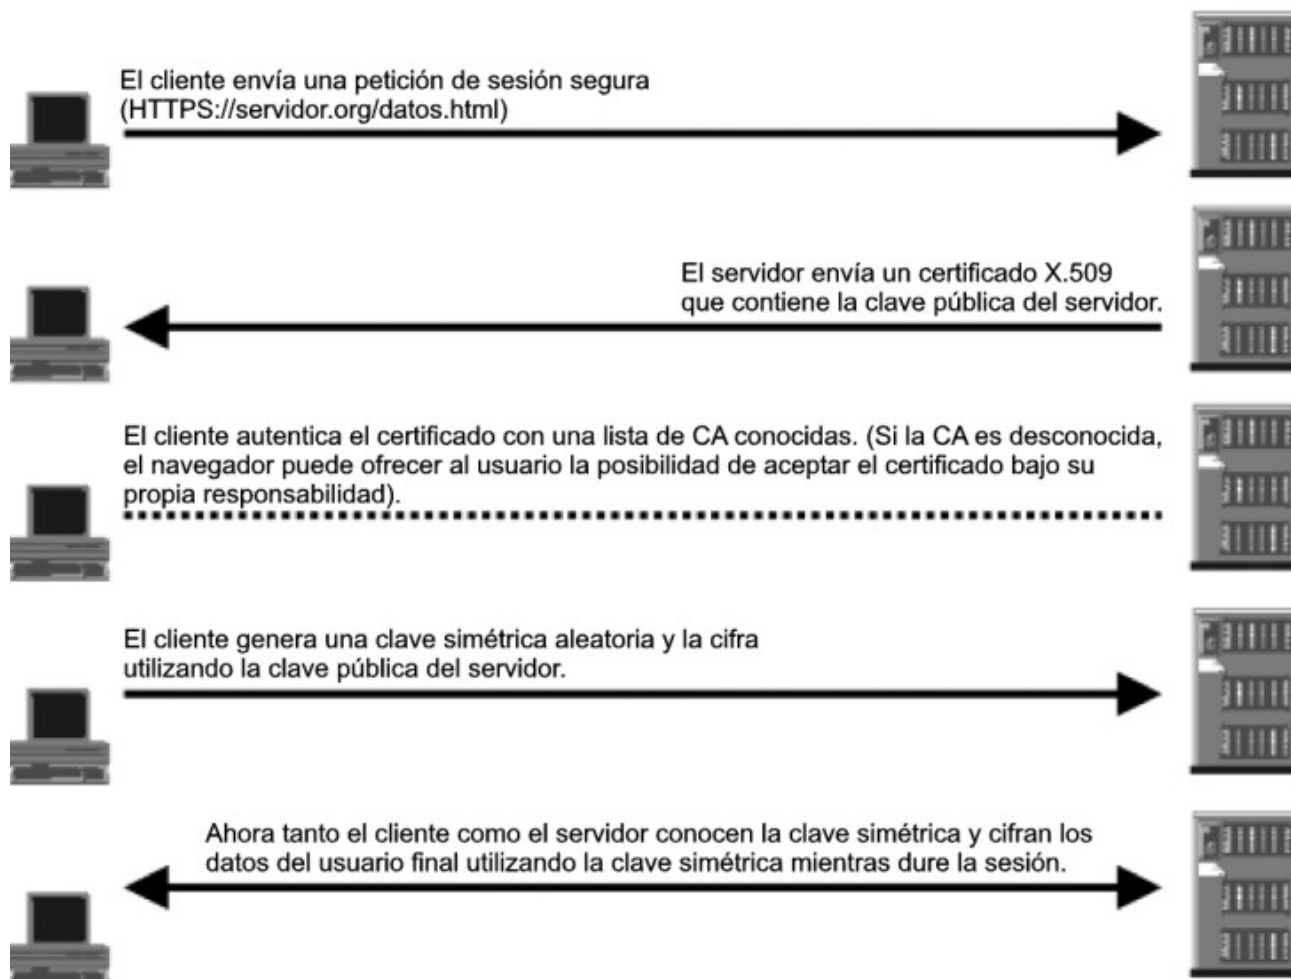 El cliente envía una petición de sesión segura
(HTTPS://servidor.org/datos.html)
El servidor envía un certificado X.509
que contiene la clave pública del servidor.
El cliente autentica el certificado con una lista de CA conocidas. (Si la CA es desconocida,
el navegador puede ofrecer al usuario la posibilidad de aceptar el certificado bajo su
propia responsabilidad).
El cliente genera una clave simétrica aleatoria y la cifra
utilizando la clave pública del servidor.
Ahora tanto el cliente como el servidor conocen la clave simétrica y cifran los
datos del usuario final utilizando la clave simétrica mientras dure la sesión.